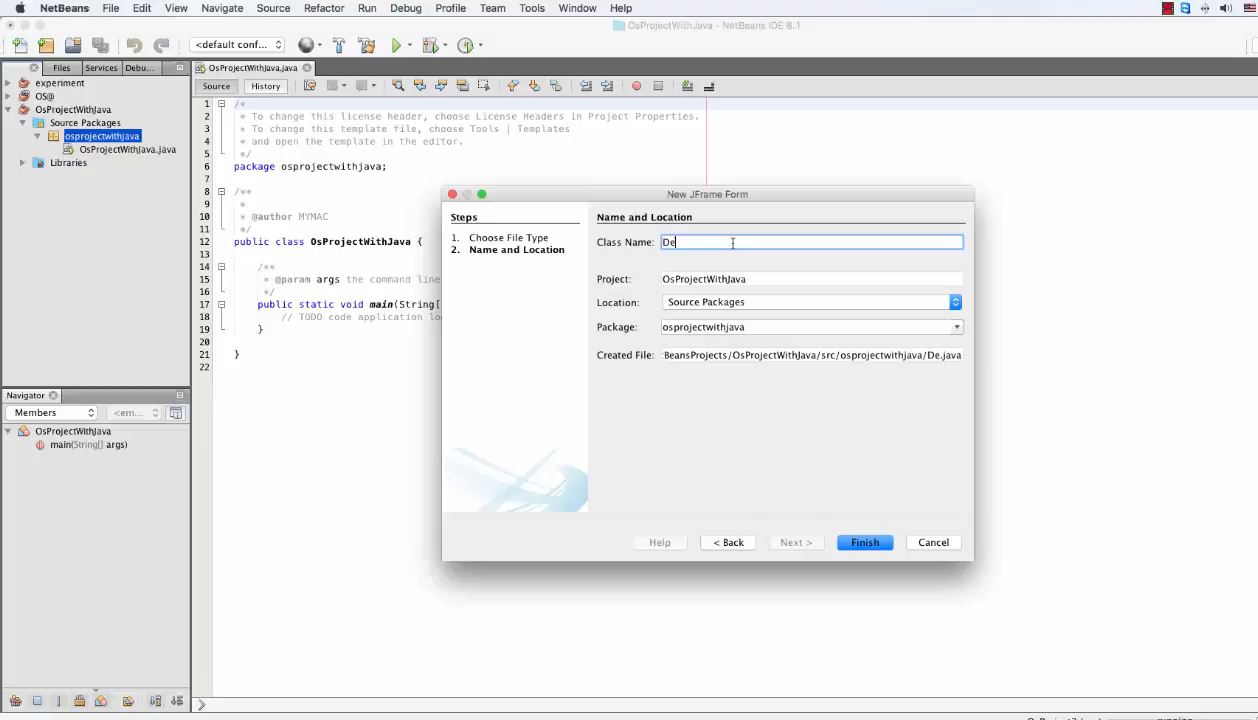 NetBeans File Edit View Navigate Source Refactor Run Debug Profile Team Tools Window Help
OsProjectWithJava - NetBeans IDE 8.1
<default conf...
Files Services Debu...
OsProjectWithJava.java
Source History
experiment
OS@
OsProjectWithJava
Source Packages
osprojectwithjava
OsProjectWithJava.java
Libraries
1 /*
2 * To change this license header, choose License Headers in Project Properties.
3 * To change this template file, choose Tools | Templates
4 * and open the template in the editor.
5 */
6 package osprojectwithjava;
7
8 /**
9 *
10 * @author MYMAC
11 */
12 public class OsProjectWithJava {
13
14 /**
15 * @param args the command line
16 */
17 public static void main(String[
18 // TODO code application lo
19 }
20
21 }
22
New JFrame Form
Steps
1. Choose File Type
2. Name and Location
Name and Location
Class Name: De
Project: OsProjectWithJava
Location: Source Packages
Package: osprojectwithjava
Created File: BeansProjects/OsProjectWithJava/src/osprojectwithjava/De.java
Help < Back Next > Finish Cancel
Navigator
Members <em...
OsProjectWithJava
main(String[] args)